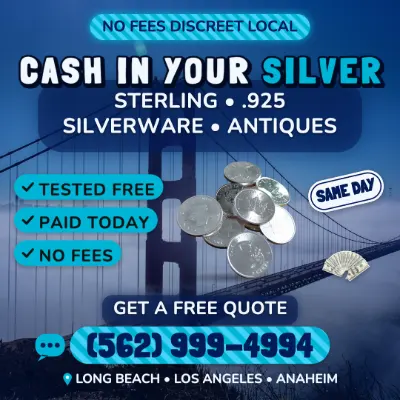 NO FEES DISCREET LOCAL
CASH IN YOUR SILVER
STERLING • .925
SILVERWARE • ANTIQUES
✓ TESTED FREE
✓ PAID TODAY
✓ NO FEES
SAME DAY
GET A FREE QUOTE
(562) 999-4994
LONG BEACH • LOS ANGELES • ANAHEIM